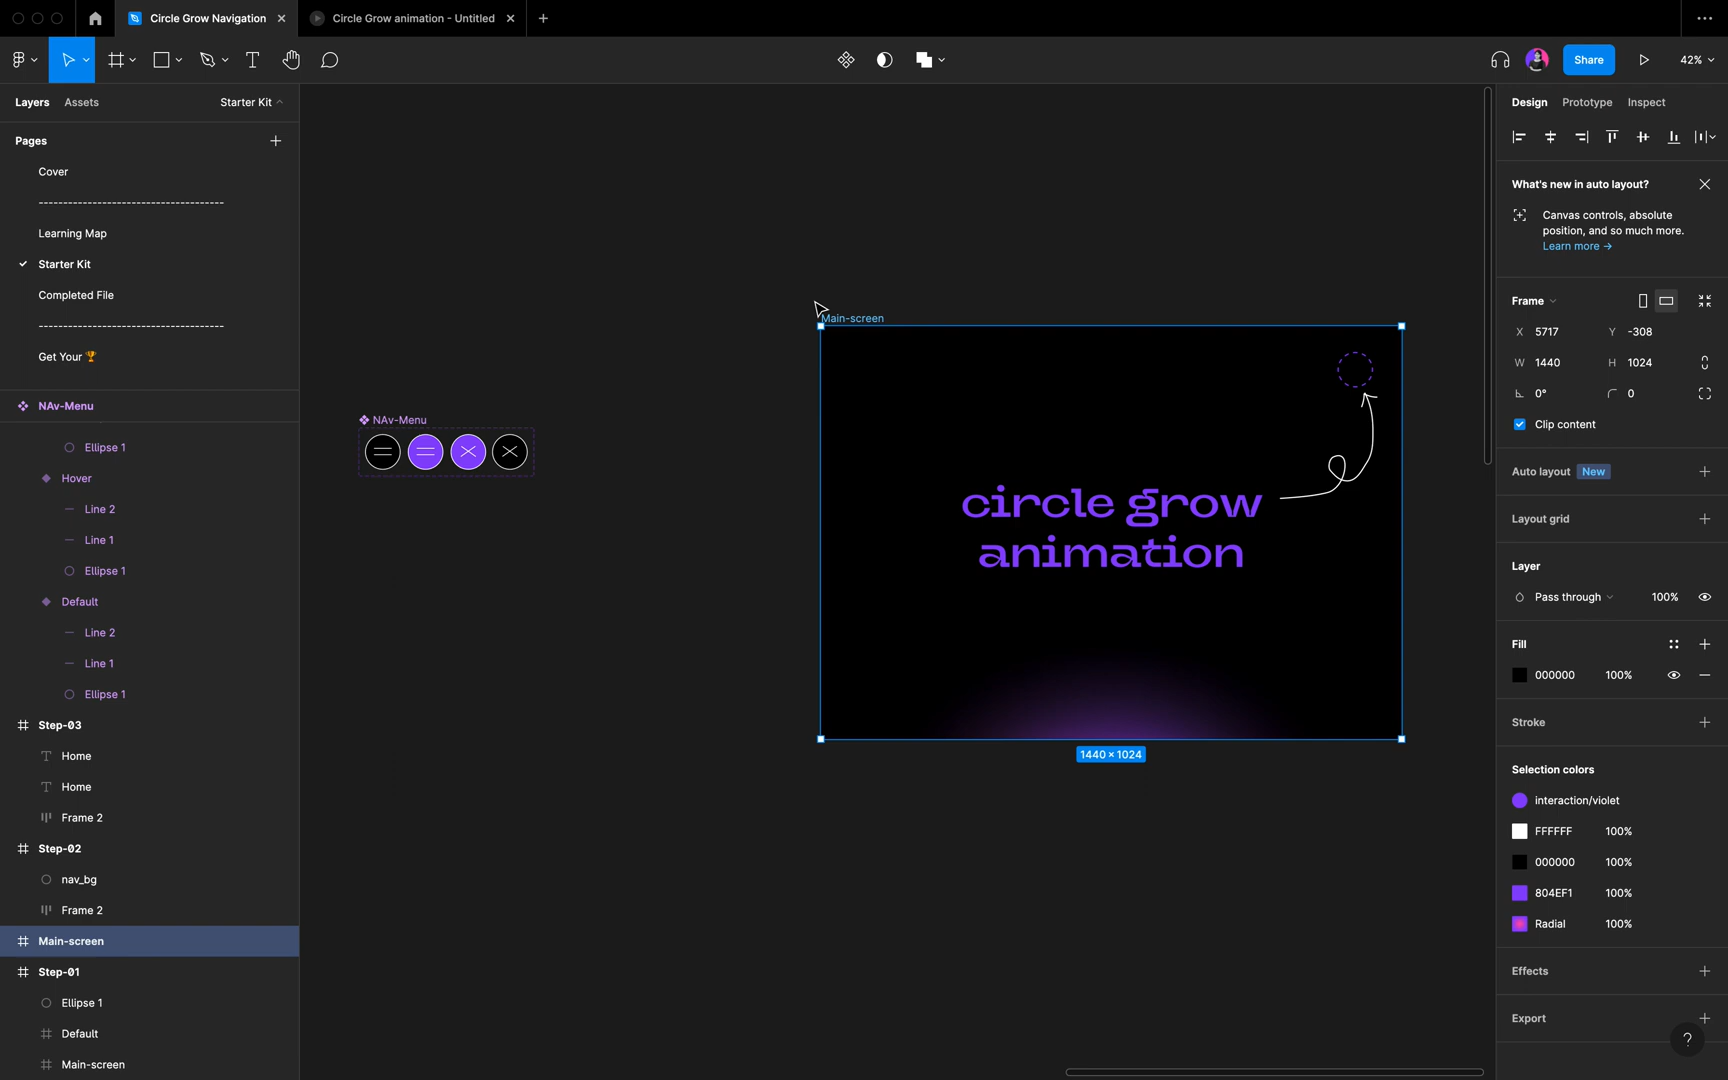 Circle Grow Navigation
Circle Grow animation - Untitled
Share
42%
Layers
Assets
Starter Kit
Pages
Cover
--------------------------------------
Learning Map
Starter Kit
Completed File
--------------------------------------
Get Your 🏆
NAv-Menu
Ellipse 1
Hover
Line 2
Line 1
Ellipse 1
Default
Line 2
Line 1
Ellipse 1
Step-03
Home
Home
Frame 2
Step-02
nav_bg
Frame 2
Main-screen
Step-01
Ellipse 1
Default
Main-screen
NAv-Menu
Main-screen
circle grow
animation
1440 × 1024
Design
Prototype
Inspect
What's new in auto layout?
Canvas controls, absolute
position, and so much more.
Learn more →
Frame
X 5717
Y -308
W 1440
H 1024
0°
0
Clip content
Auto layout New
Layout grid
Layer
Pass through
100%
Fill
000000
100%
Stroke
Selection colors
interaction/violet
FFFFFF 100%
000000 100%
804EF1 100%
Radial 100%
Effects
Export
?